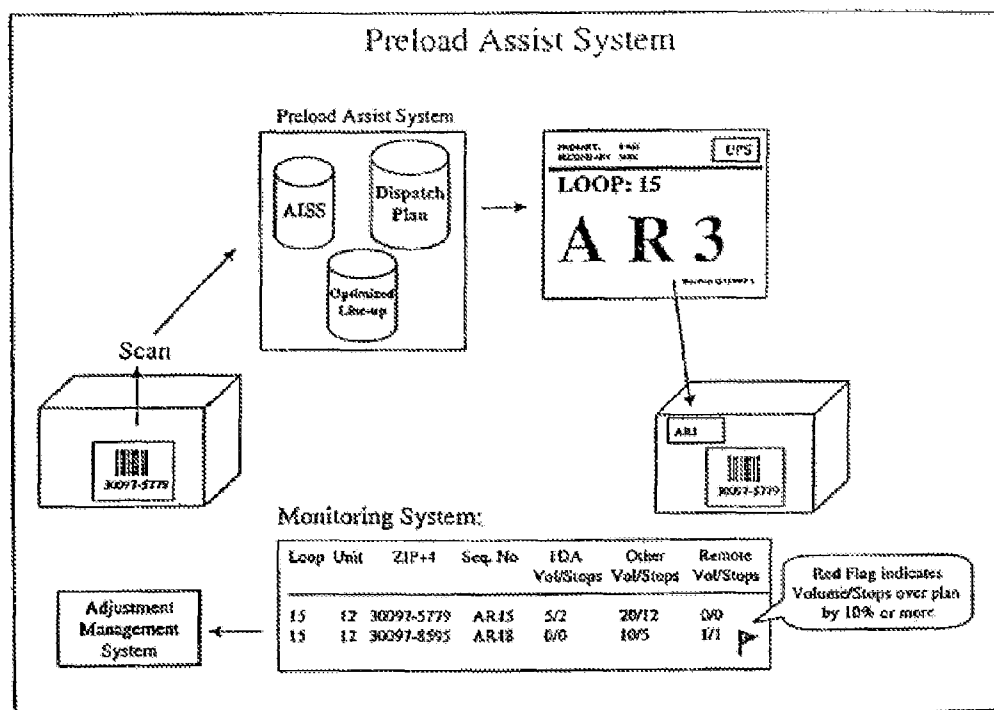 Preload Assist System
Preload Assist System
AISS
Dispatch
Plan
Optimized
Line-up
PRIMARY:
SECONDARY
UPS
LOOP: 15
A R 3
Scan
30097-5779
AR3
30097-5779
Monitoring System:
Loop Unit ZIP+4 Seq. No 1DA Other Remote
Vol/Stops Vol/Stops Vol/Stops
15 12 30097-5779 AR15 5/2 20/12 0/0
15 12 30097-8595 AR18 0/0 10/5 1/1
Red Flag indicates
Volume/Stops over plan
by 10% or more
Adjustment
Management
System